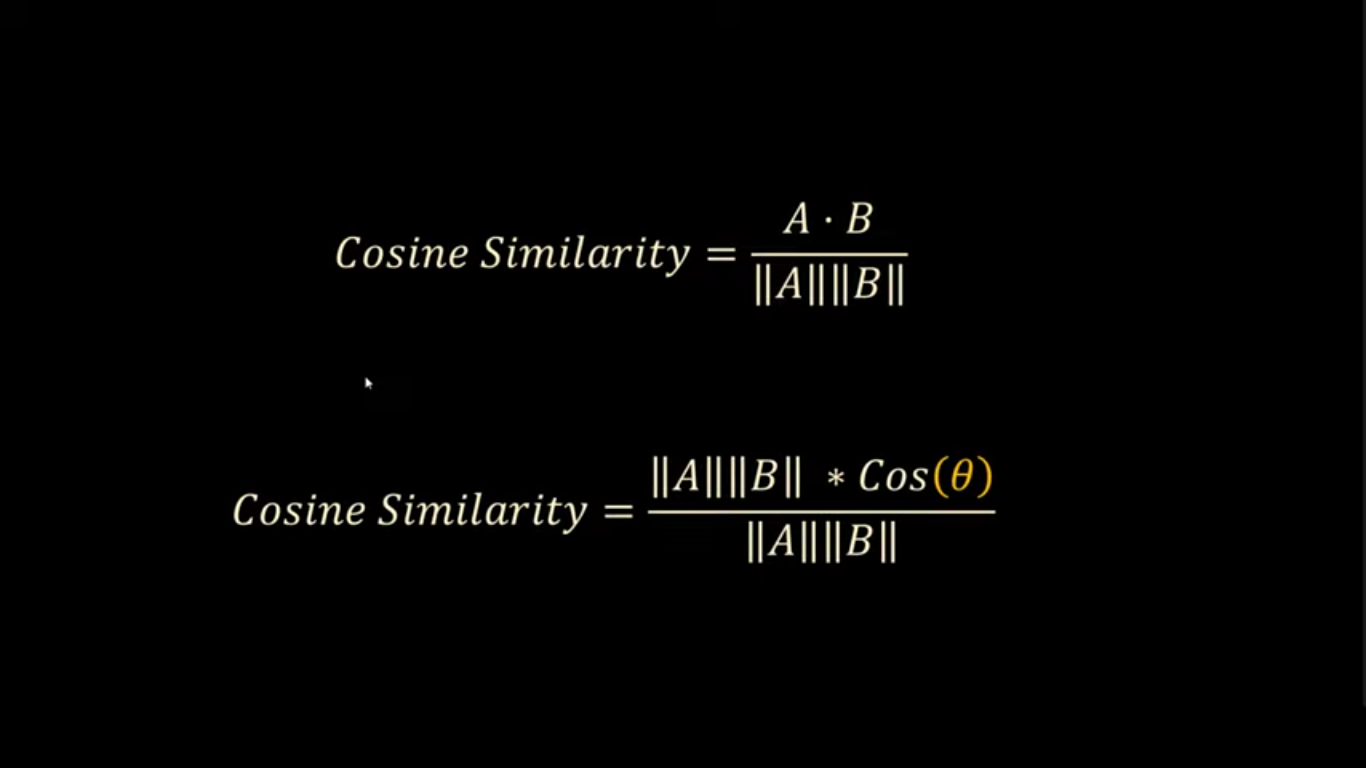 Cosine Similarity = A · B / ‖A‖‖B‖
Cosine Similarity = ‖A‖‖B‖ * Cos(θ) / ‖A‖‖B‖